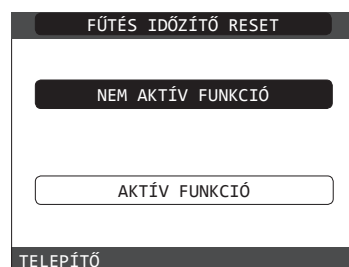 FŰTÉS IDŐZÍTŐ RESET
NEM AKTÍV FUNKCIÓ
AKTÍV FUNKCIÓ
TELEPÍTŐ